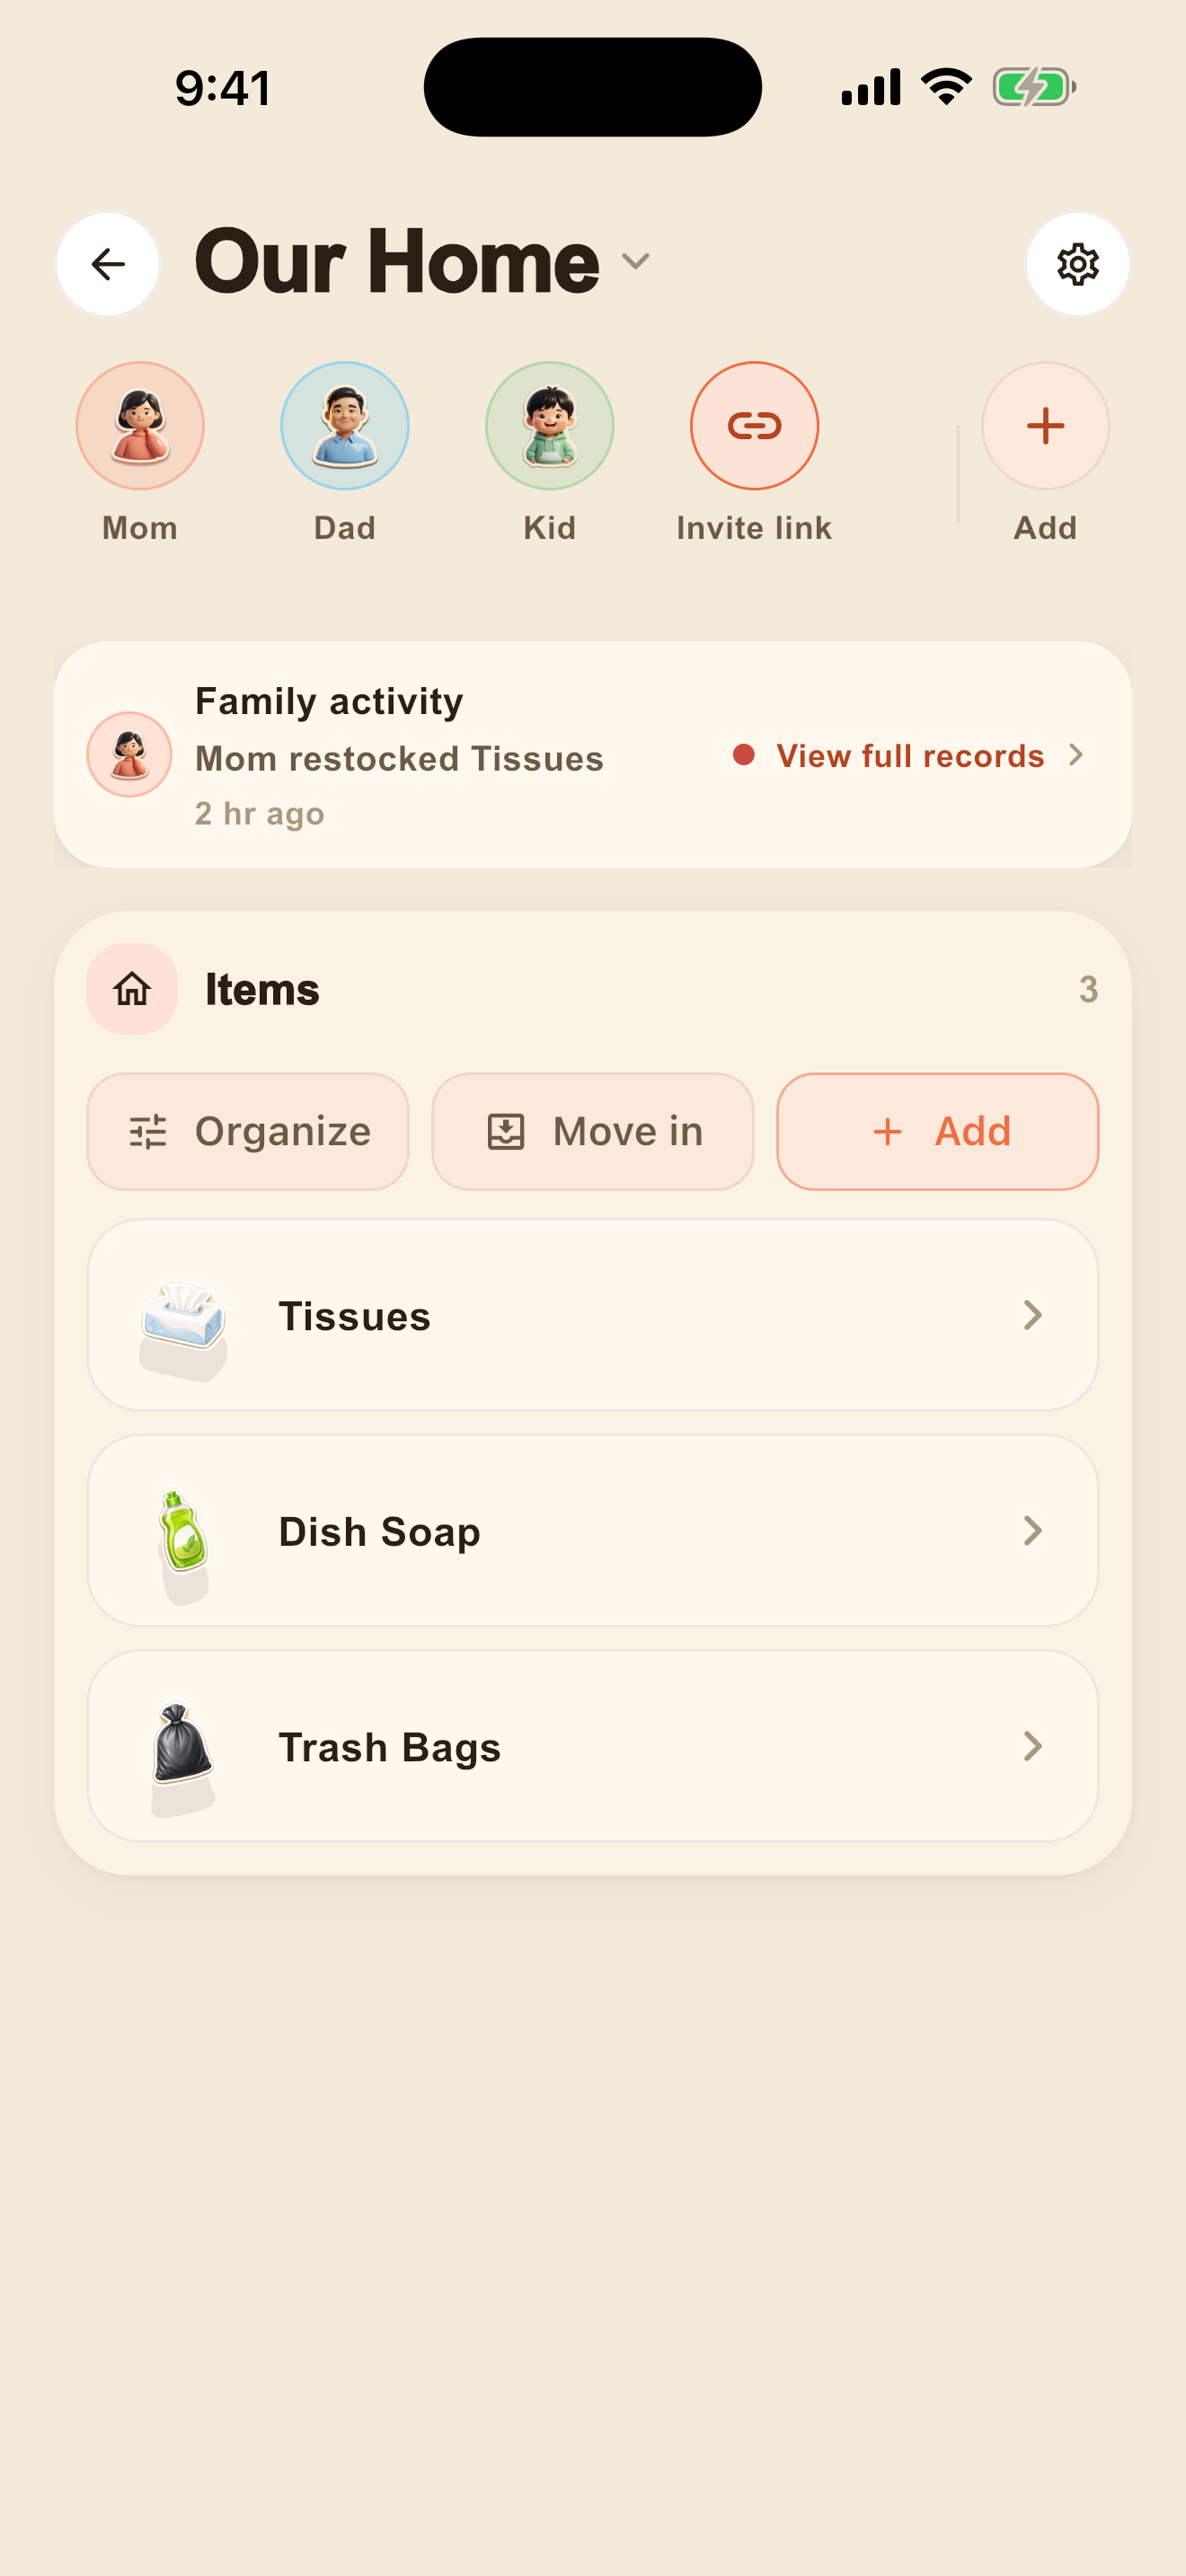 9:41
Our Home
Mom
Dad
Kid
Invite link
Add
Family activity
Mom restocked Tissues
2 hr ago
View full records
Items
3
Organize
Move in
Add
Tissues
Dish Soap
Trash Bags